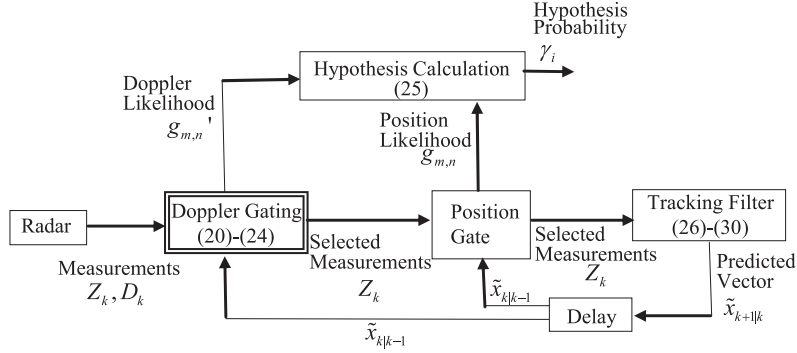 Hypothesis
Probability
γ_i
Hypothesis Calculation
(25)
Doppler
Likelihood
g_{m,n}'
Position
Likelihood
g_{m,n}
Radar
Doppler Gating
(20)-(24)
Position
Gate
Tracking Filter
(26)-(30)
Measurements
Z_k, D_k
Selected
Measurements
Z_k
Selected
Measurements
Z_k
Predicted
Vector
x̃_{k+1|k}
x̃_{k|k-1}
Delay
x̃_{k|k-1}